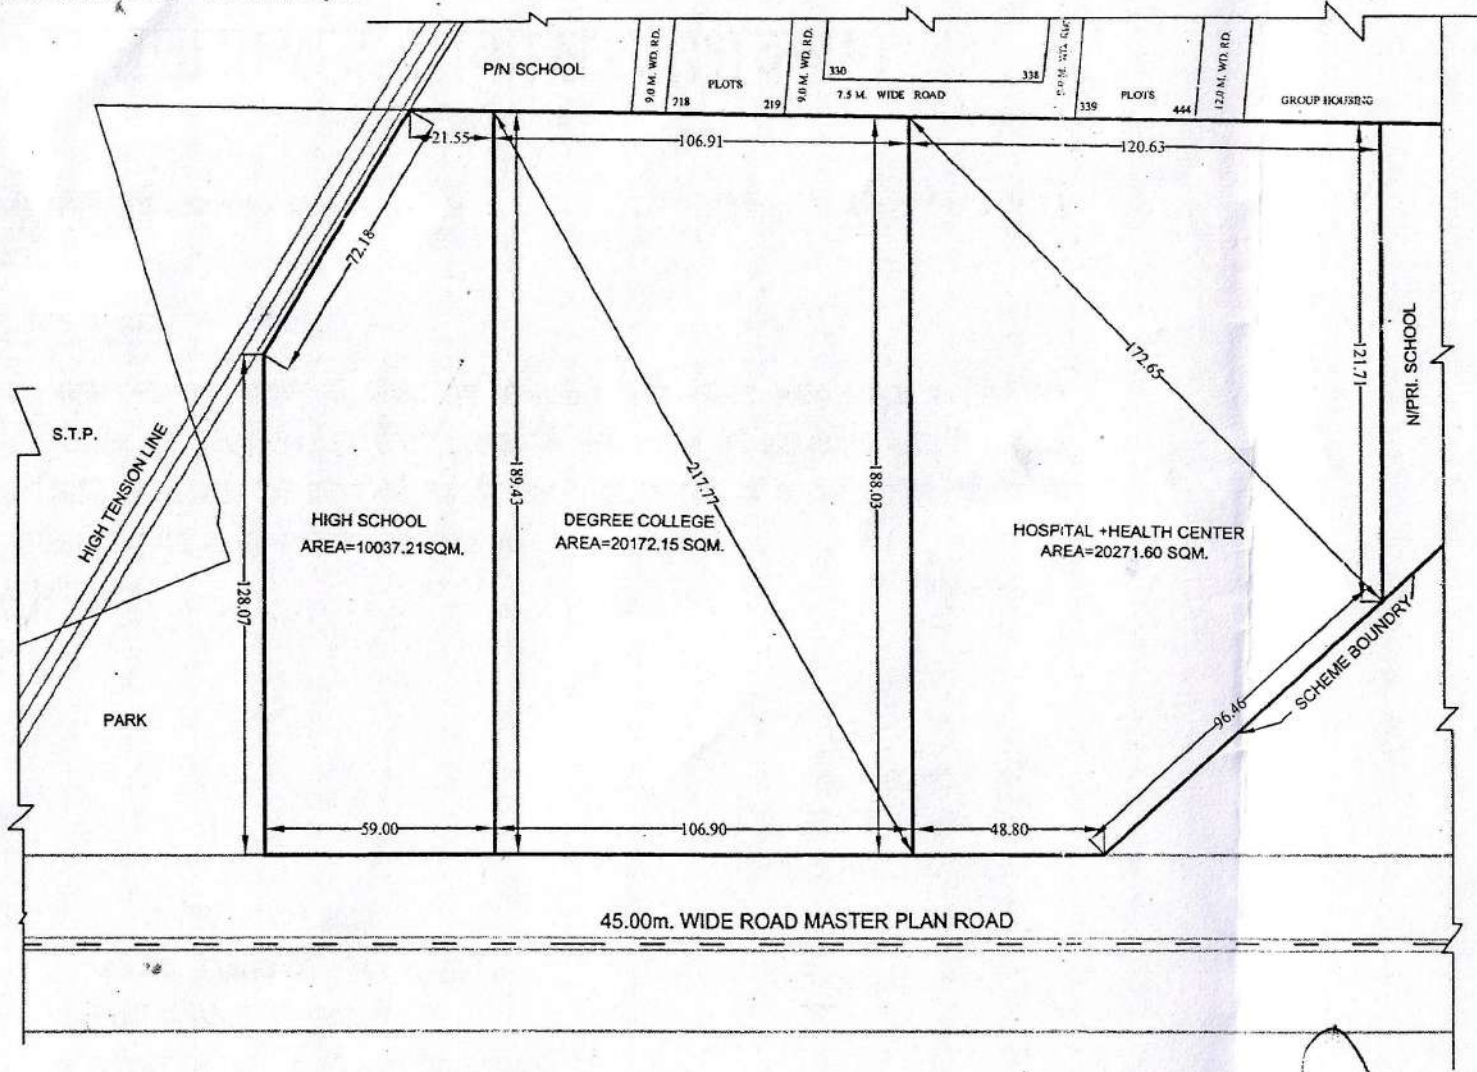 P/N SCHOOL
9.0 M. WD. RD.
PLOTS
718
219
9.0 M. WD. RD.
330
338
7.5 M. WIDE ROAD
339
PLOTS
444
12.0 M. WD. RD.
GROUP HOUSING
21.55
106.91
120.63
72.18
172.65
121.71
N/PRI. SCHOOL
S.T.P.
HIGH TENSION LINE
189.43
217.77
188.03
HIGH SCHOOL
AREA=10037.21SQM.
DEGREE COLLEGE
AREA=20172.15 SQM.
HOSPITAL +HEALTH CENTER
AREA=20271.60 SQM.
128.07
SCHEME BOUNDRY
96.46
PARK
59.00
106.90
48.80
45.00m. WIDE ROAD MASTER PLAN ROAD